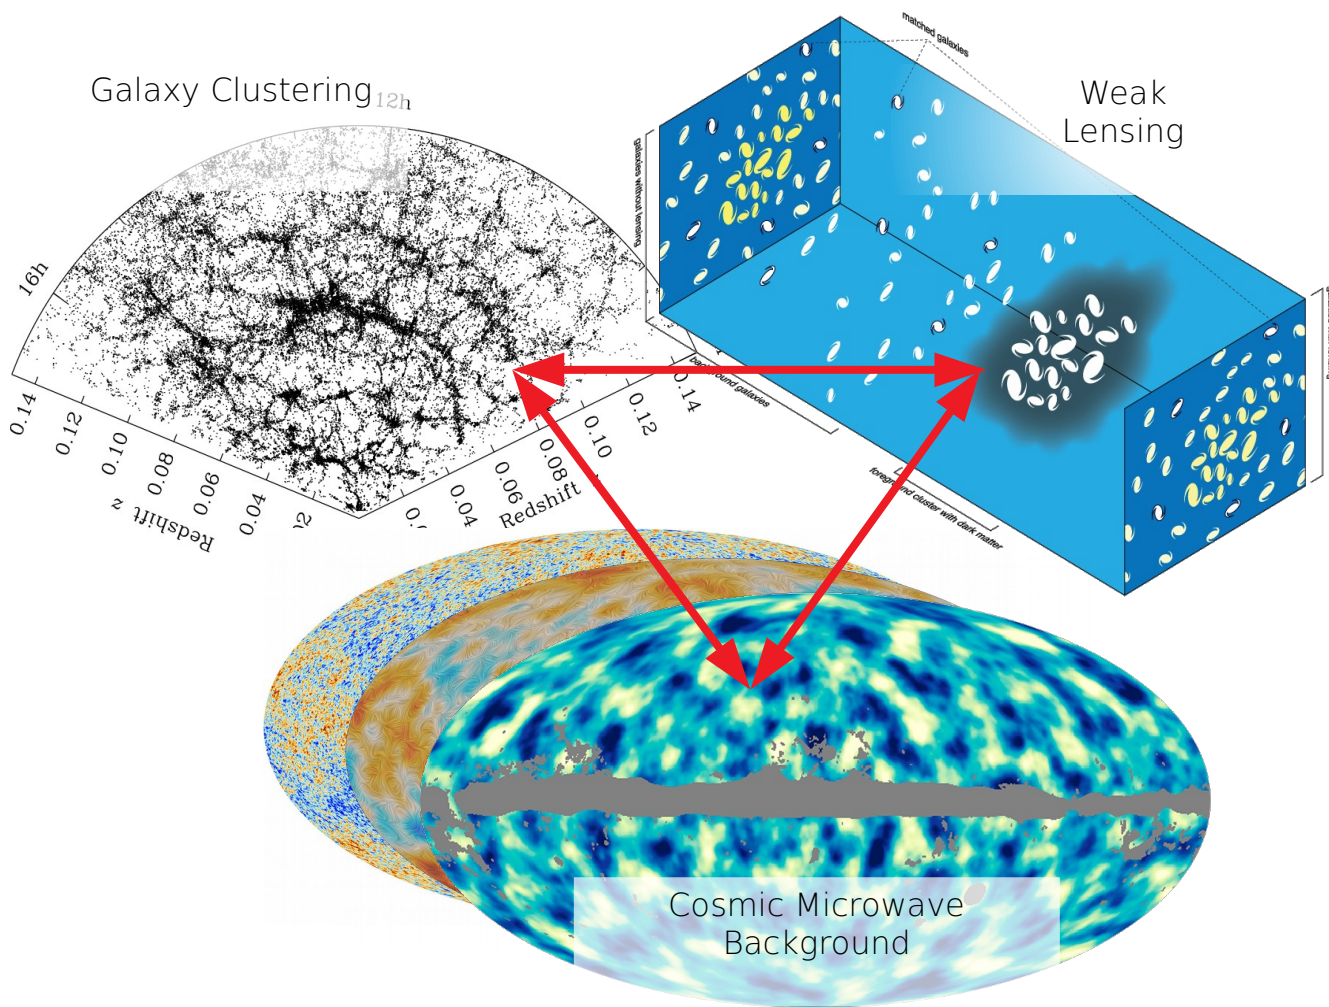 Galaxy Clustering
12h
16h
0.14
0.12
0.10
0.08
0.06
0.04
Redshift z
0.04
0.06
0.08
0.10
0.12
0.14
Redshift
matched galaxies
Weak
Lensing
galaxies without lensing
background galaxies
foreground cluster with dark matter
Cosmic Microwave
Background